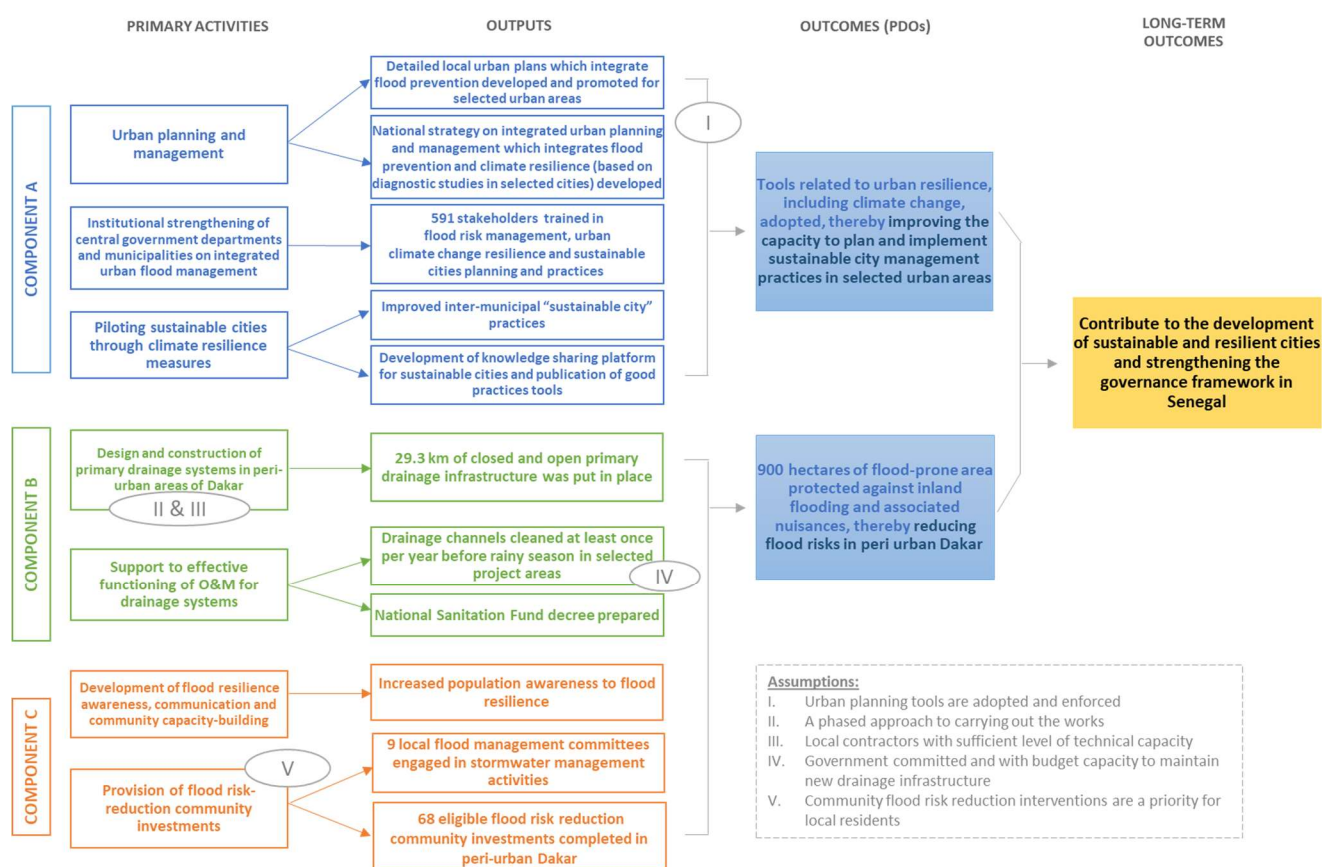 PRIMARY ACTIVITIES
OUTPUTS
OUTCOMES (PDOs)
LONG-TERM
OUTCOMES
COMPONENT A
Urban planning and
management
Detailed local urban plans which integrate
flood prevention developed and promoted for
selected urban areas
National strategy on integrated urban planning
and management which integrates flood
prevention and climate resilience (based on
diagnostic studies in selected cities) developed
Institutional strengthening of
central government departments
and municipalities on integrated
urban flood management
591 stakeholders trained in
flood risk management, urban
climate change resilience and sustainable
cities planning and practices
Piloting sustainable cities
through climate resilience
measures
Improved inter-municipal “sustainable city”
practices
Development of knowledge sharing platform
for sustainable cities and publication of good
practices tools
I
Tools related to urban resilience,
including climate change,
adopted, thereby improving the
capacity to plan and implement
sustainable city management
practices in selected urban areas
Contribute to the development
of sustainable and resilient cities
and strengthening the
governance framework in
Senegal
COMPONENT B
Design and construction of
primary drainage systems in peri-
urban areas of Dakar
II & III
29.3 km of closed and open primary
drainage infrastructure was put in place
Support to effective
functioning of O&M for
drainage systems
Drainage channels cleaned at least once
per year before rainy season in selected
project areas
IV
National Sanitation Fund decree prepared
900 hectares of flood-prone area
protected against inland
flooding and associated
nuisances, thereby reducing
flood risks in peri urban Dakar
COMPONENT C
Development of flood resilience
awareness, communication and
community capacity-building
Increased population awareness to flood
resilience
V
Provision of flood risk-
reduction community
investments
9 local flood management committees
engaged in stormwater management
activities
68 eligible flood risk reduction
community investments completed in
peri-urban Dakar
Assumptions:
I. Urban planning tools are adopted and enforced
II. A phased approach to carrying out the works
III. Local contractors with sufficient level of technical capacity
IV. Government committed and with budget capacity to maintain
new drainage infrastructure
V. Community flood risk reduction interventions are a priority for
local residents